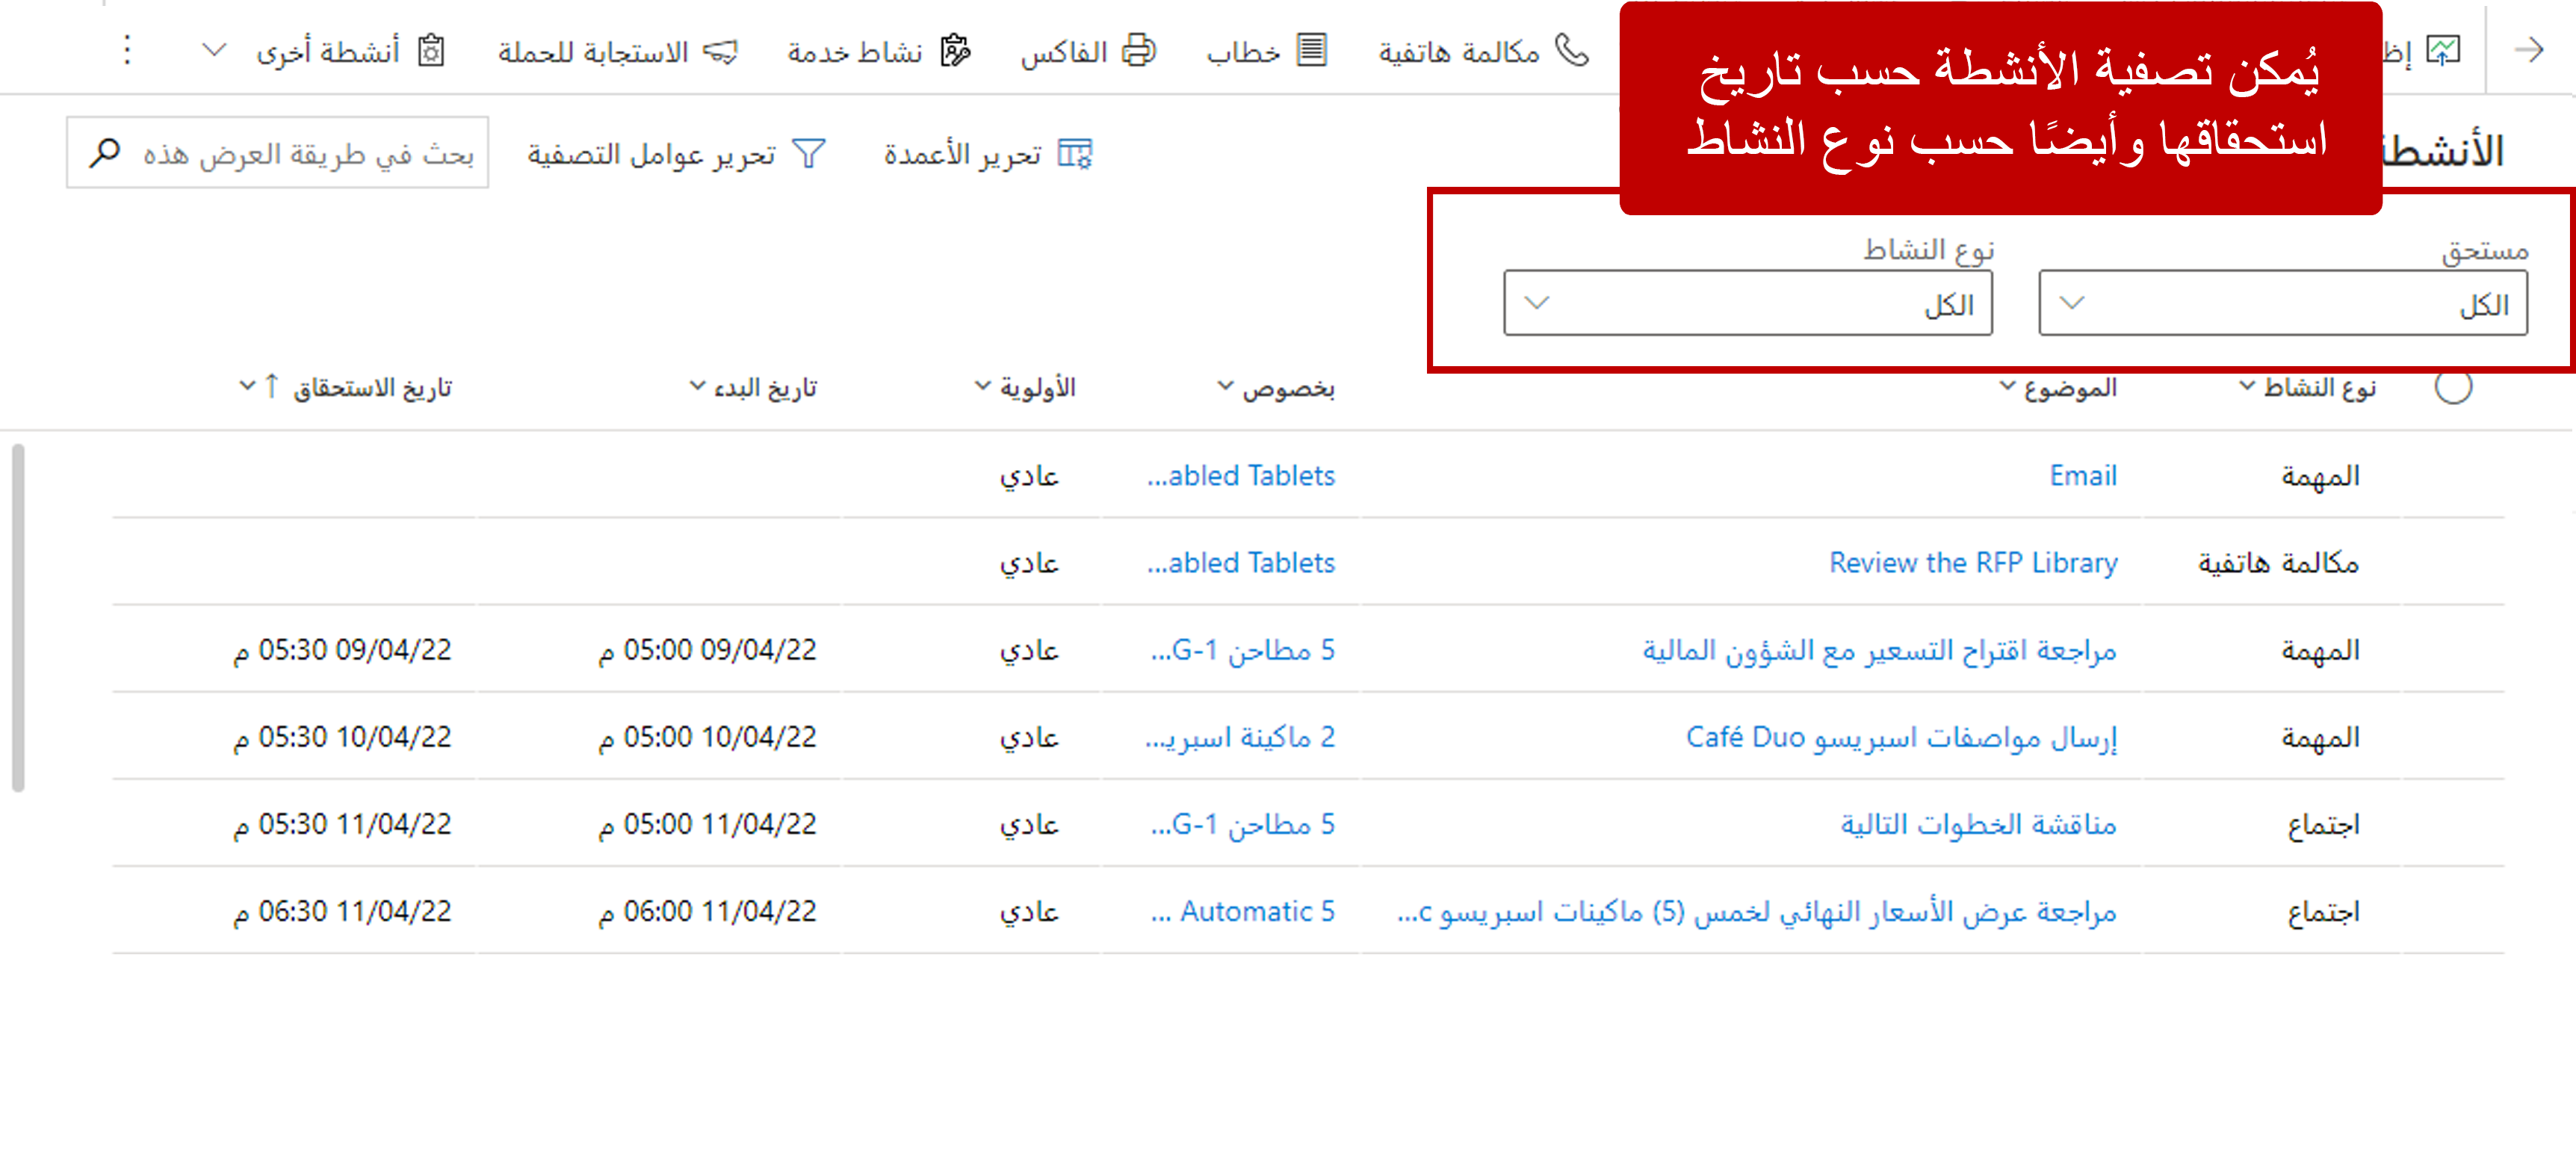 مكالمة هاتفية
خطاب
الفاكس
نشاط خدمة
الاستجابة للحملة
أنشطة أخرى
يُمكن تصفية الأنشطة حسب تاريخ
استحقاقها وأيضًا حسب نوع النشاط
تحرير الأعمدة
تحرير عوامل التصفية
بحث في طريقة العرض هذه
مستحق
نوع النشاط
الكل
الكل
نوع النشاط
الموضوع
بخصوص
الأولوية
تاريخ البدء
تاريخ الاستحقاق ↑
المهمة Email abled Tablets... عادي
مكالمة هاتفية Review the RFP Library abled Tablets... عادي
المهمة مراجعة اقتراح التسعير مع الشؤون المالية 5 مطاحن G-1... عادي 09/04/22 05:00 م 09/04/22 05:30 م
المهمة إرسال مواصفات اسبريسو Café Duo 2 ماكينة اسبريـ... عادي 10/04/22 05:00 م 10/04/22 05:30 م
اجتماع مناقشة الخطوات التالية 5 مطاحن G-1... عادي 11/04/22 05:00 م 11/04/22 05:30 م
اجتماع مراجعة عرض الأسعار النهائي لخمس (5) ماكينات اسبريسو c... 5 Automatic ... عادي 11/04/22 06:00 م 11/04/22 06:30 م